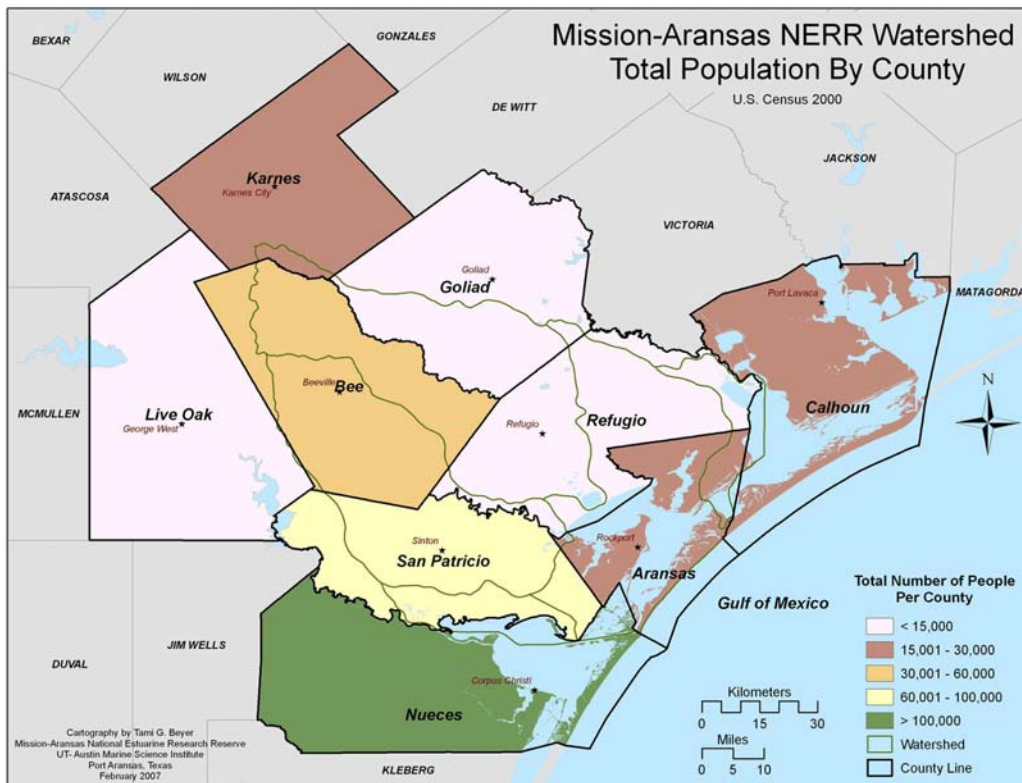 Mission-Aransas NERR Watershed
Total Population By County
U.S. Census 2000
BEXAR
GONZALES
WILSON
DE WITT
JACKSON
Karnes
Karnes City
ATASCOSA
VICTORIA
Goliad
Goliad
Port Lavaca
MATAGORDA
Beeville
Bee
N
MCMULLEN
Live Oak
George West
Refugio
Refugio
Calhoun
Sinton
San Patricio
Rockport
Aransas
Gulf of Mexico
Total Number of People
Per County
< 15,000
15,001 - 30,000
30,001 - 60,000
60,001 - 100,000
> 100,000
Watershed
County Line
DUVAL
JIM WELLS
Corpus Christi
Nueces
KLEBERG
Kilometers
0 15 30
Miles
0 5 10
Cartography by Tami G. Beyer
Mission-Aransas National Estuarine Research Reserve
UT- Austin Marine Science Institute
Port Aransas, Texas
February 2007